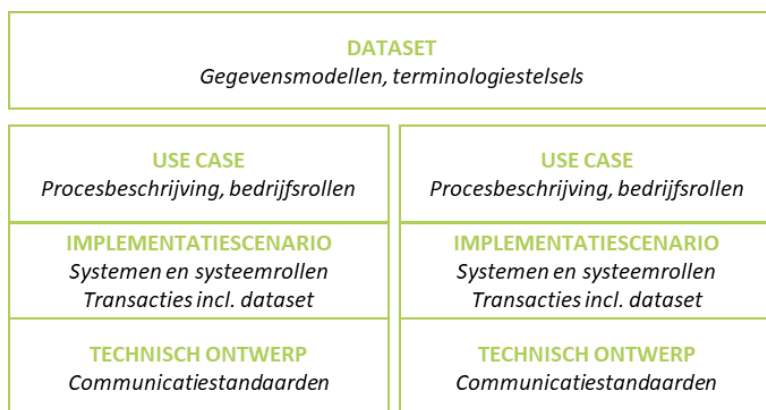 DATASET
Gegevensmodellen, terminologiestelsels
USE CASE
Procesbeschrijving, bedrijfsrollen
IMPLEMENTATIESCENARIO
Systemen en systeemrollen
Transacties incl. dataset
TECHNISCH ONTWERP
Communicatiestandaarden
USE CASE
Procesbeschrijving, bedrijfsrollen
IMPLEMENTATIESCENARIO
Systemen en systeemrollen
Transacties incl. dataset
TECHNISCH ONTWERP
Communicatiestandaarden